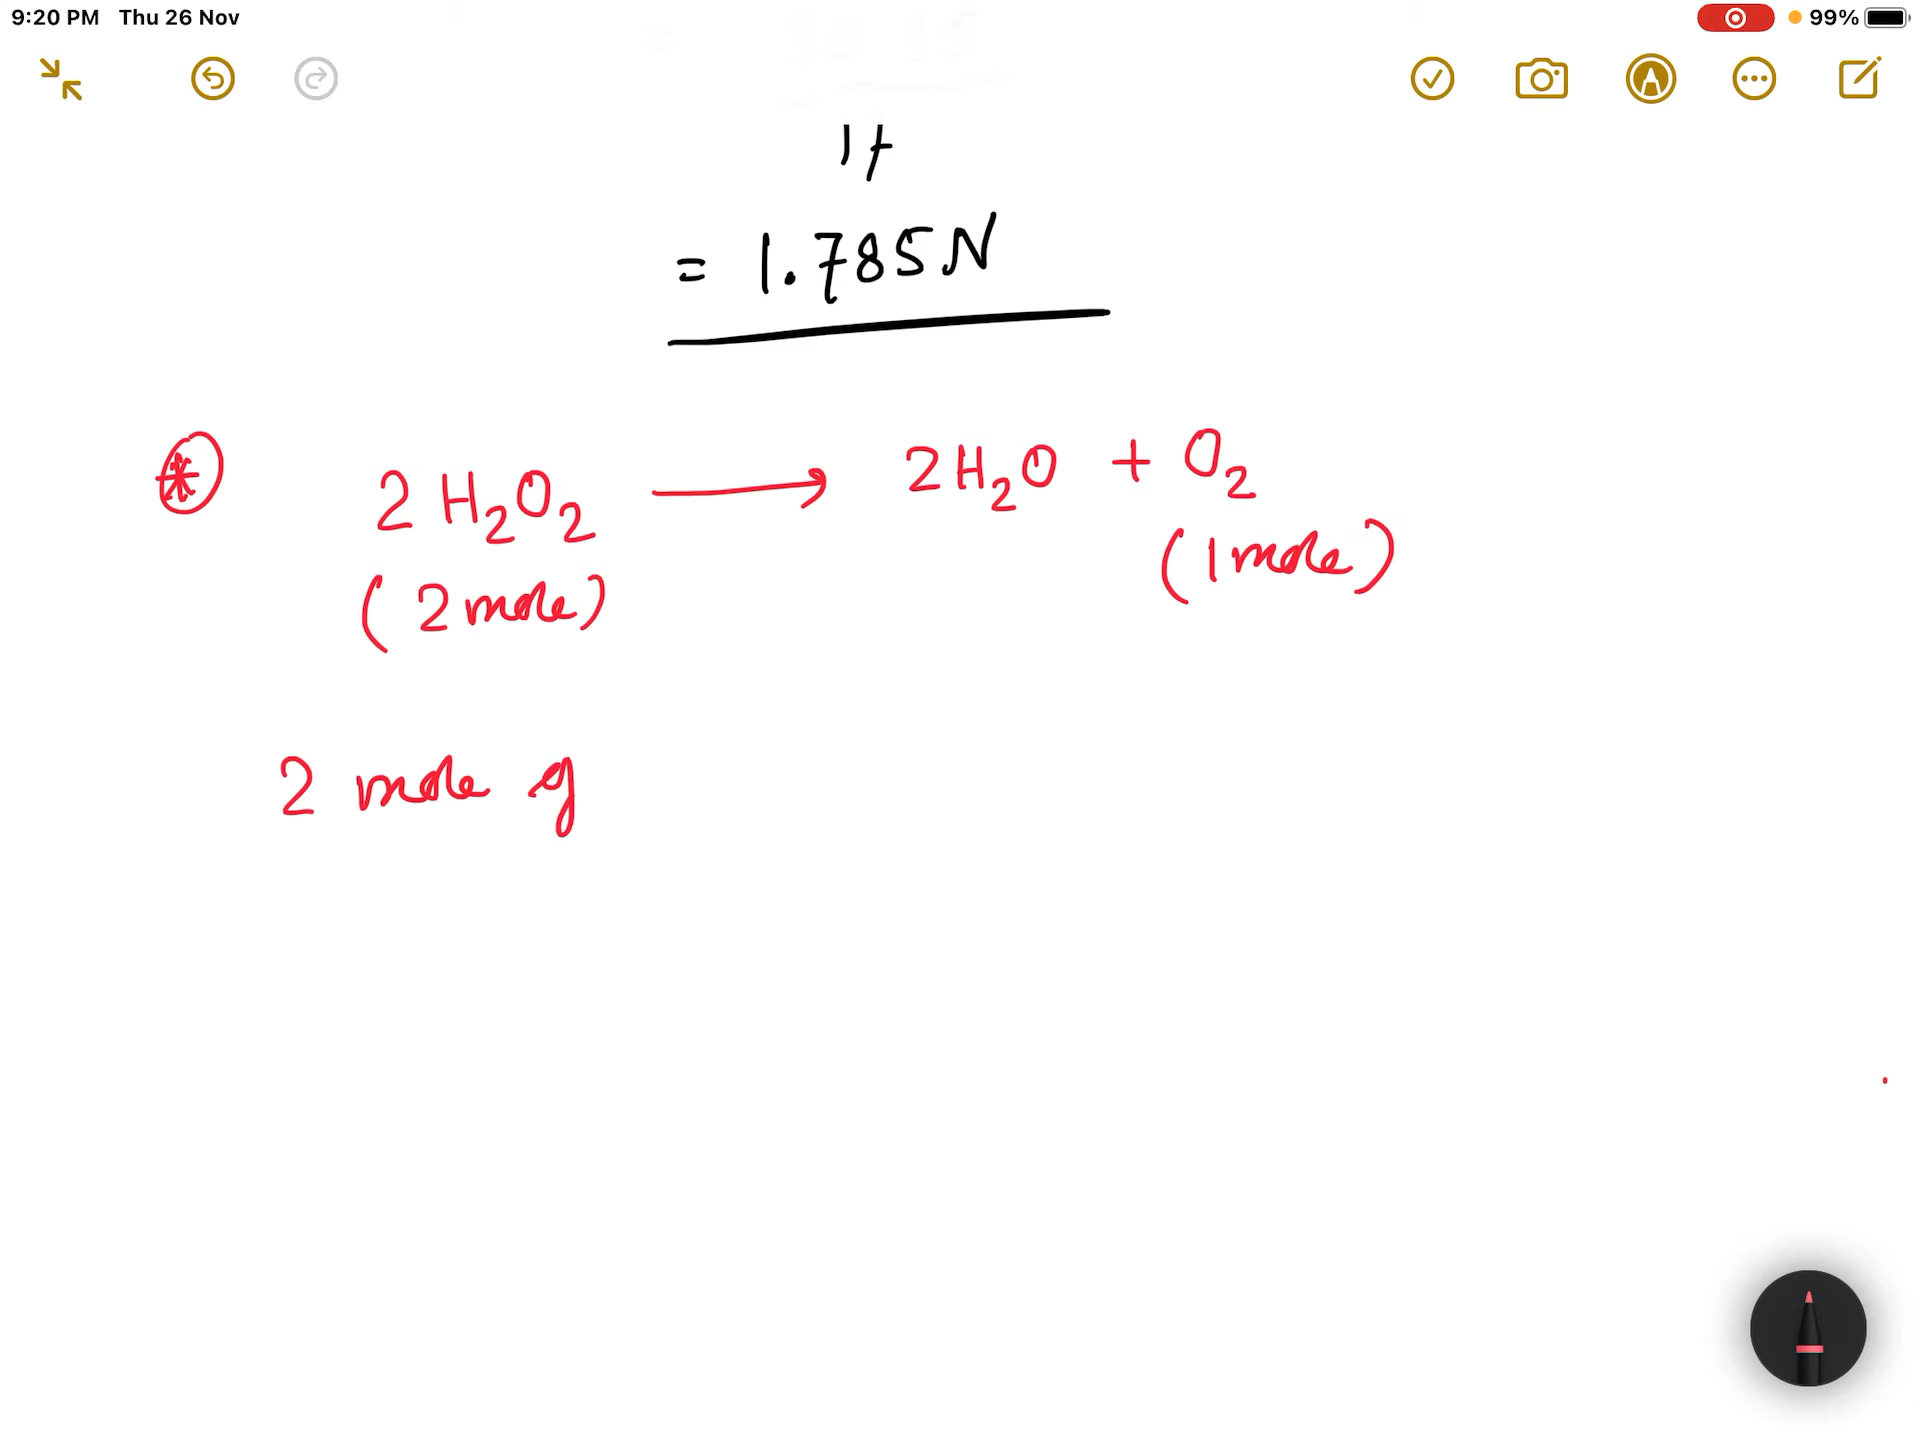 9:20 PM Thu 26 Nov 99%
17
= 1.785N
* 2H₂O₂ ⟶ 2H₂O + O₂
(2 mole) (1 mole)
2 mole of